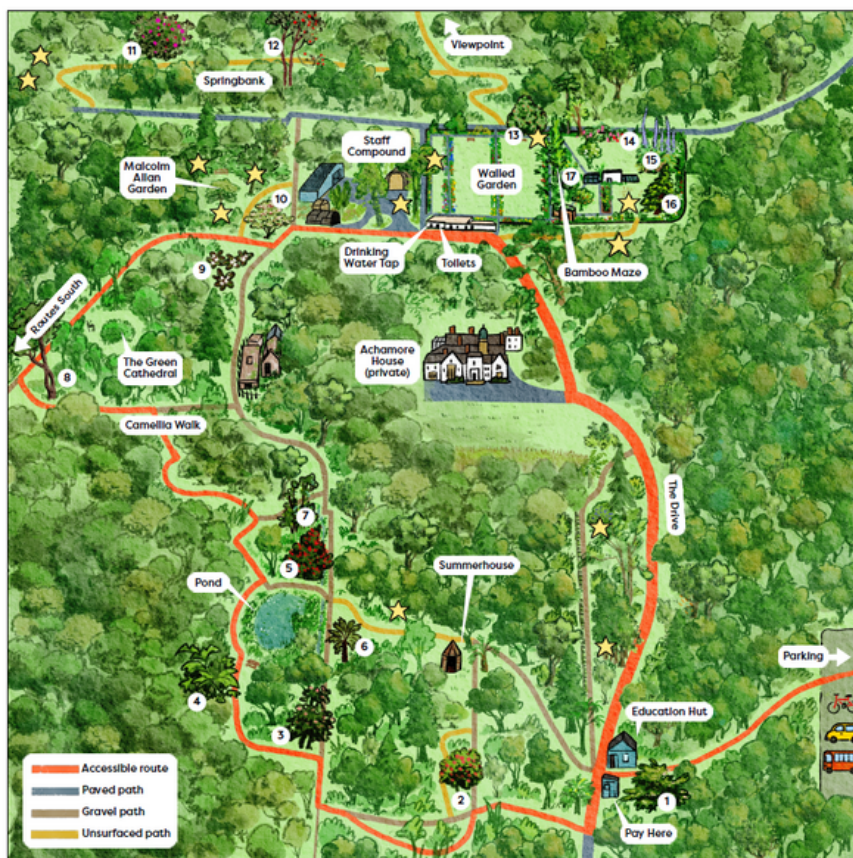 11
12
Viewpoint
Springbank
13
14
15
Staff
Compound
Malcolm
Allan
Garden
Walled
Garden
17
10
16
Drinking
Water Tap
Toilets
Bamboo Maze
9
Routes South
The Green
Cathedral
Achamore
House
(private)
8
Camellia Walk
The Drive
7
5
Summerhouse
Pond
6
Parking
4
3
Education Hut
Accessible route
Paved path
Gravel path
Unsurfaced path
2
1
Pay Here